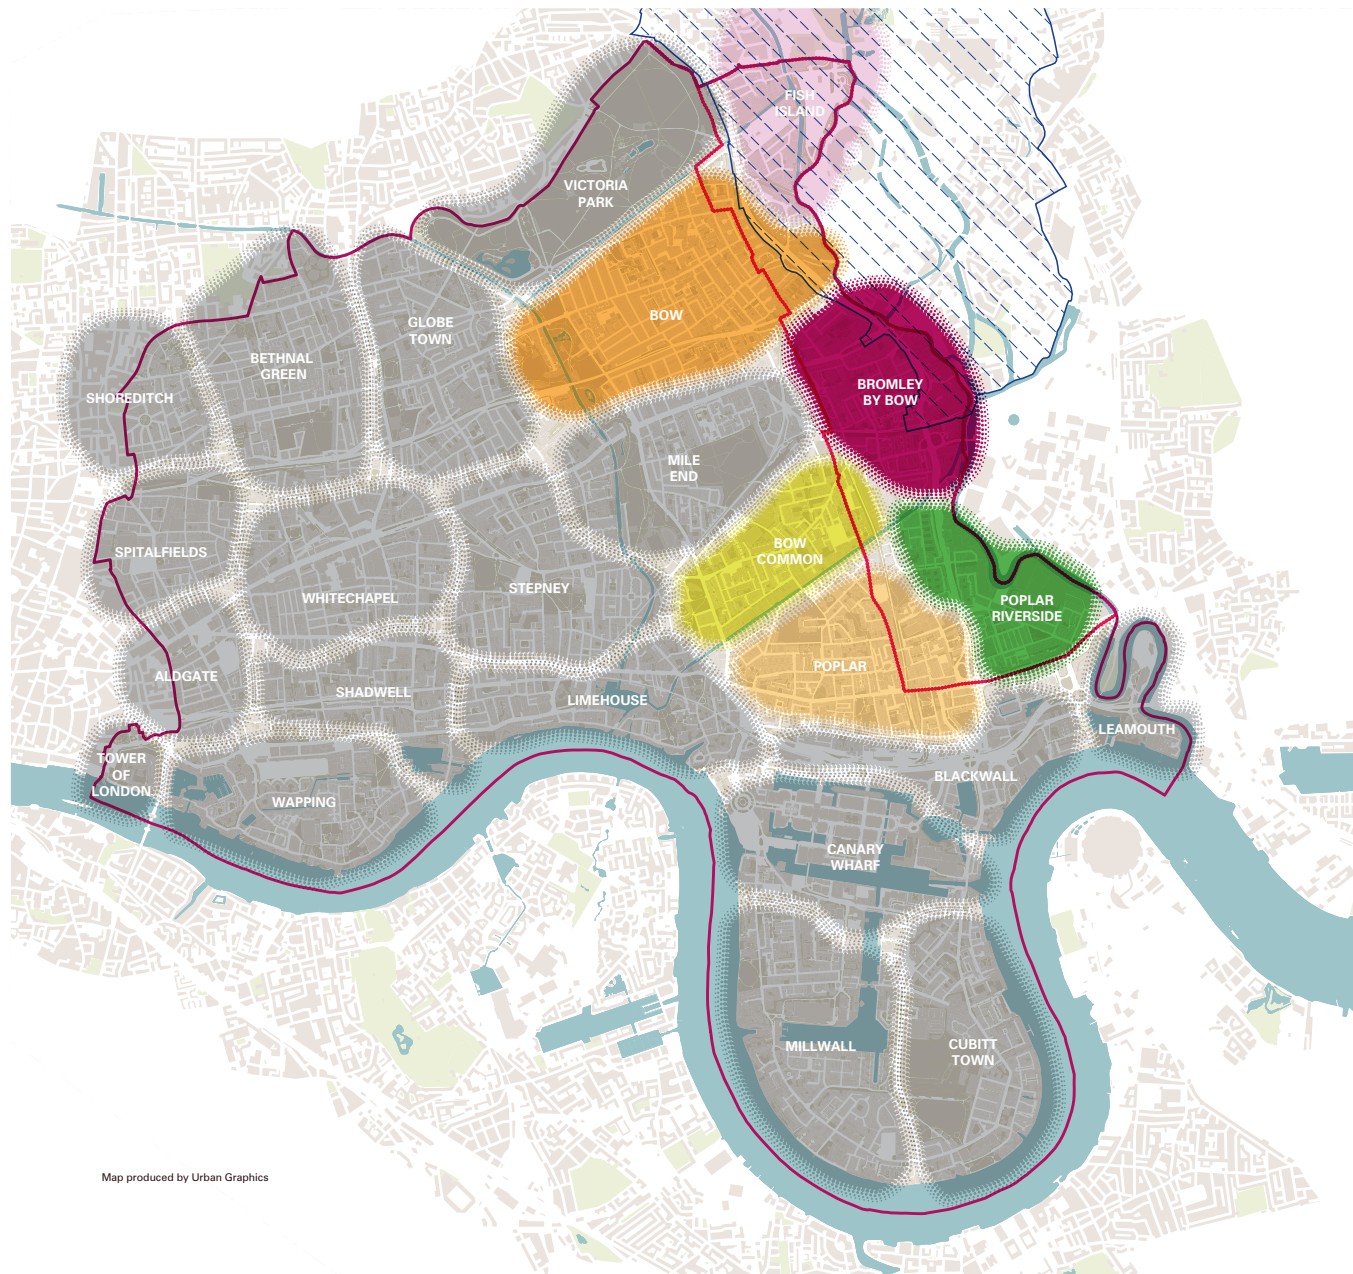 FISH
ISLAND
VICTORIA
PARK
BOW
GLOBE
TOWN
BETHNAL
GREEN
SHOREDITCH
BROMLEY
BY BOW
MILE
END
BOW
COMMON
SPITALFIELDS
WHITECHAPEL
STEPNEY
POPLAR
RIVERSIDE
POPLAR
ALDGATE
SHADWELL
LIMEHOUSE
LEAMOUTH
TOWER
OF
LONDON
WAPPING
BLACKWALL
CANARY
WHARF
MILLWALL
CUBITT
TOWN
Map produced by Urban Graphics